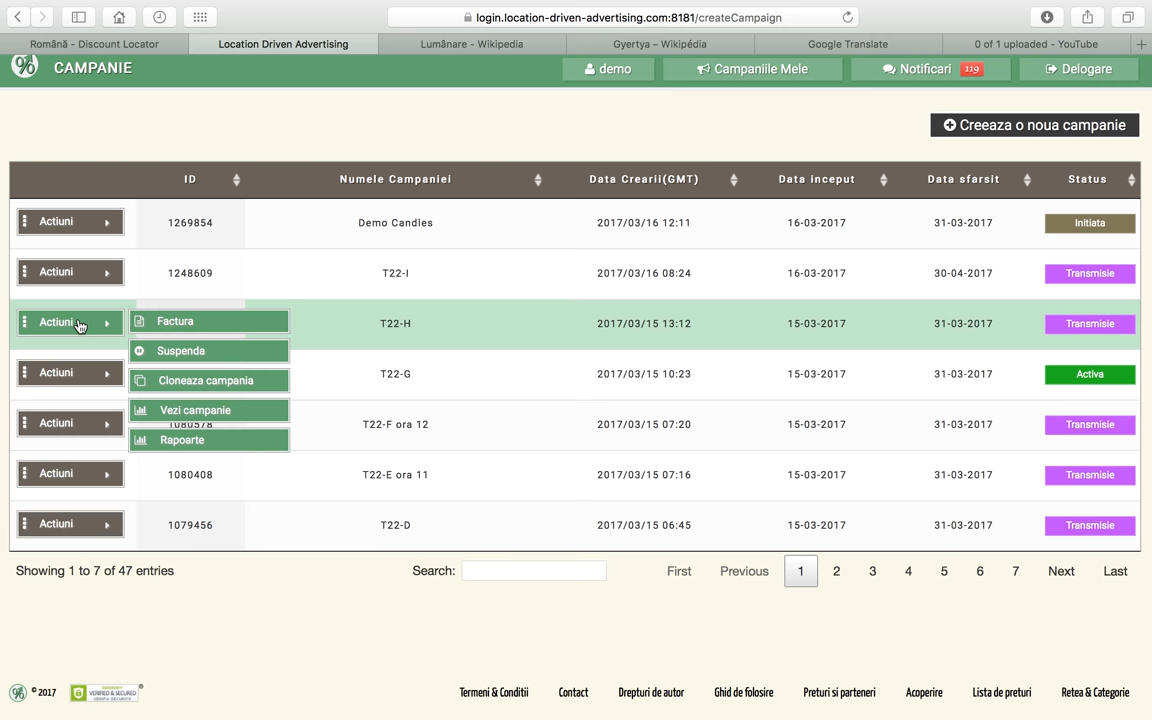 login.location-driven-advertising.com:8181/createCampaign
Română - Discount Locator
Location Driven Advertising
Lumânare - Wikipedia
Gyertya – Wikipédia
Google Translate
0 of 1 uploaded - YouTube
% CAMPANIE
demo
Campaniile Mele
Notificari 119
Delogare
Creeaza o noua campanie
ID Numele Campaniei Data Crearii(GMT) Data inceput Data sfarsit Status
Actiuni 1269854 Demo Candles 2017/03/16 12:11 16-03-2017 31-03-2017 Initiata
Actiuni 1248609 T22-I 2017/03/16 08:24 16-03-2017 30-04-2017 Transmisie
Actiuni Factura T22-H 2017/03/15 13:12 15-03-2017 31-03-2017 Transmisie
Suspenda
Actiuni Cloneaza campania T22-G 2017/03/15 10:23 15-03-2017 31-03-2017 Activa
Vezi campanie
Actiuni 1080578 T22-F ora 12 2017/03/15 07:20 15-03-2017 31-03-2017 Transmisie
Rapoarte
Actiuni 1080408 T22-E ora 11 2017/03/15 07:16 15-03-2017 31-03-2017 Transmisie
Actiuni 1079456 T22-D 2017/03/15 06:45 15-03-2017 31-03-2017 Transmisie
Showing 1 to 7 of 47 entries
Search:
First Previous 1 2 3 4 5 6 7 Next Last
% © 2017
VERIFIED & SECURED
Termeni & Conditii
Contact
Drepturi de autor
Ghid de folosire
Preturi si parteneri
Acoperire
Lista de preturi
Retea & Categorie